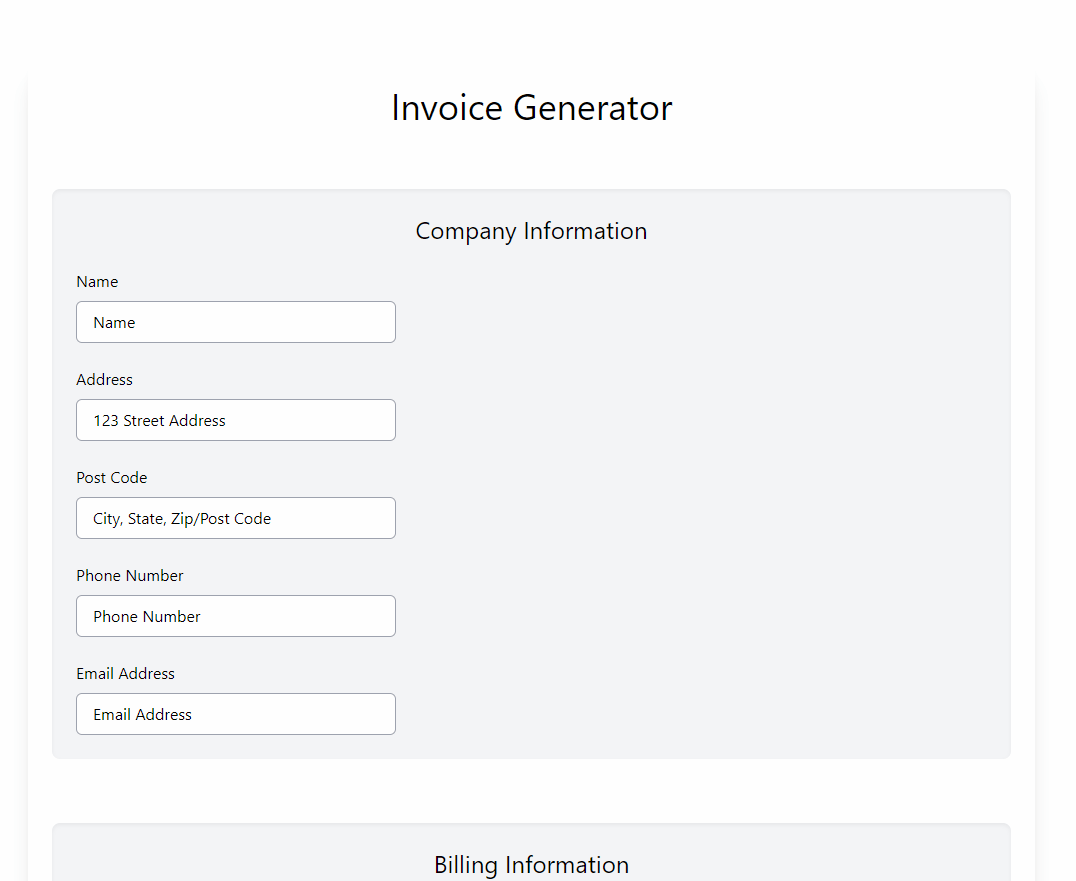 Invoice Generator
Company Information
Name
Name
Address
123 Street Address
Post Code
City, State, Zip/Post Code
Phone Number
Phone Number
Email Address
Email Address
Billing Information